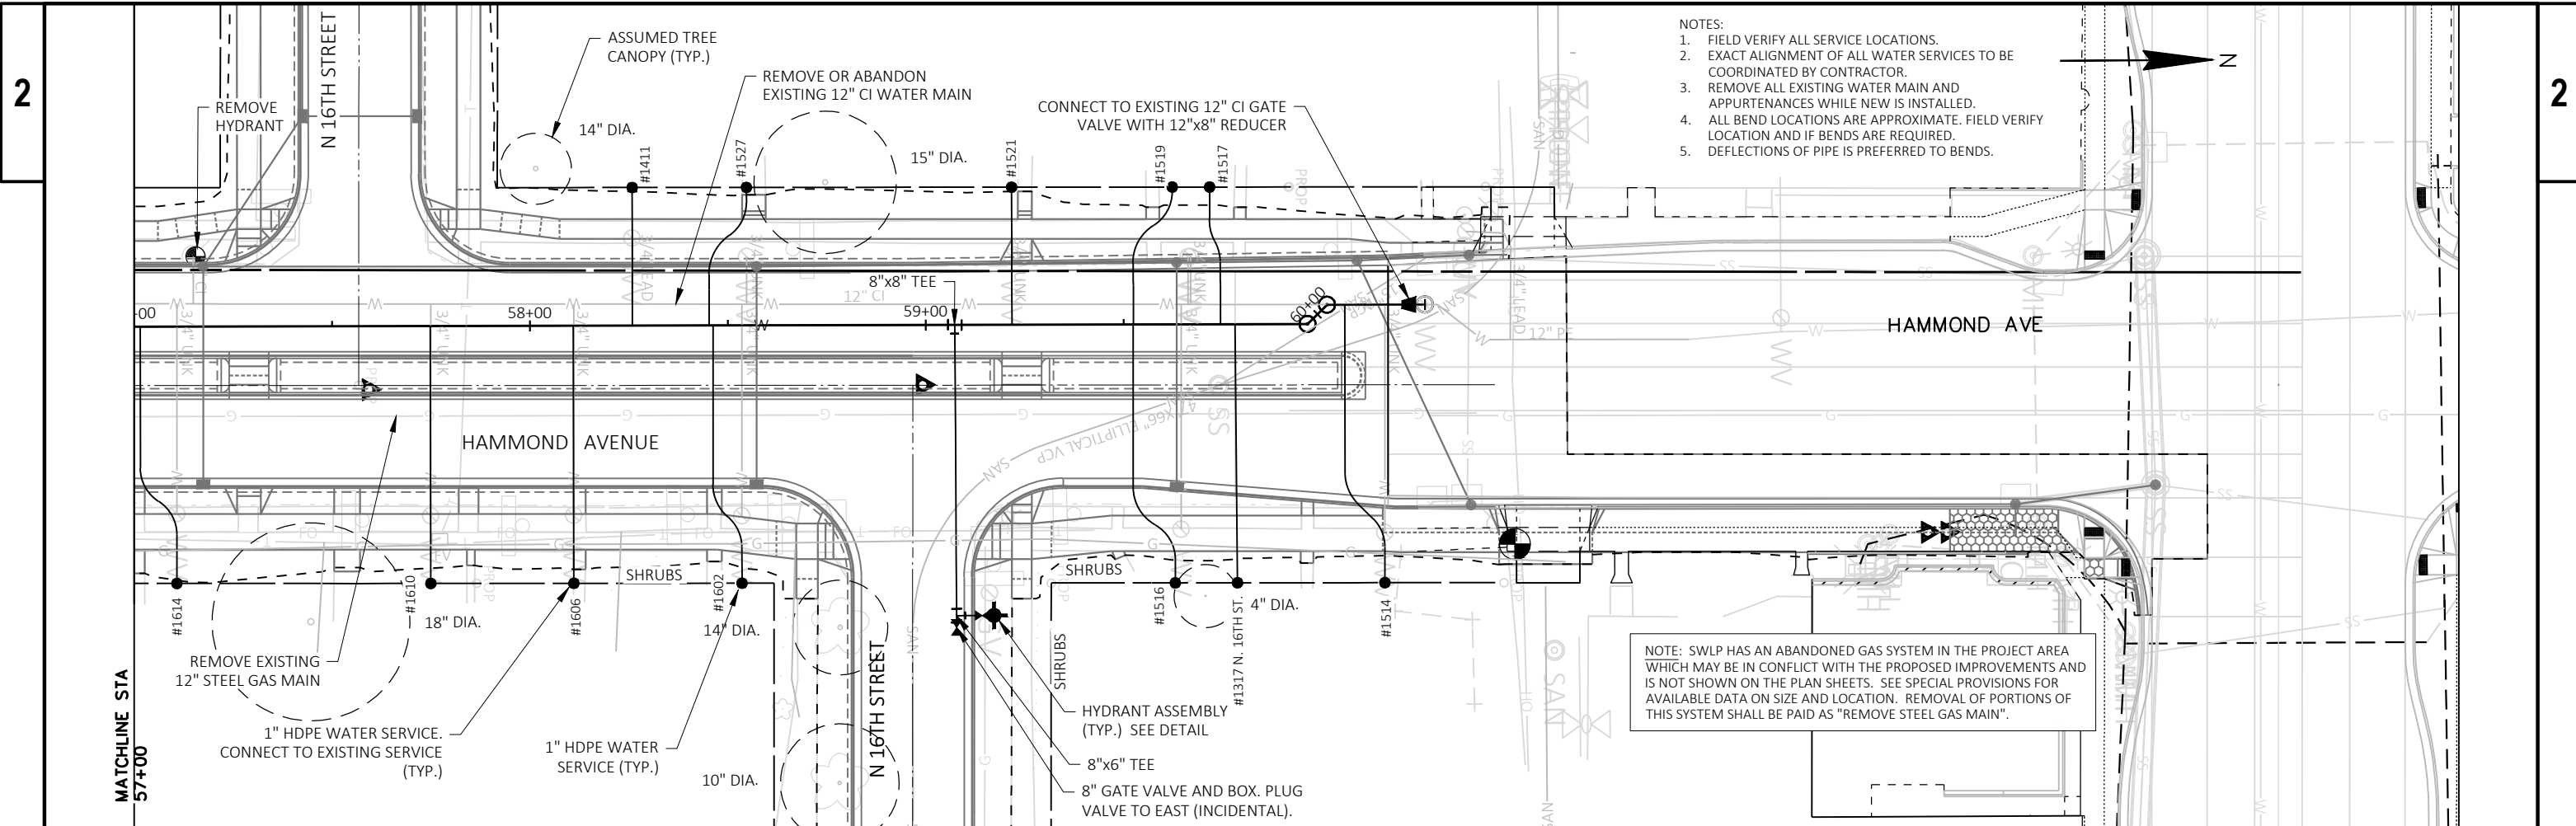 2
2
N 16TH STREET
ASSUMED TREE
CANOPY (TYP.)
REMOVE OR ABANDON
EXISTING 12" CI WATER MAIN
REMOVE
HYDRANT
14" DIA.
15" DIA.
CONNECT TO EXISTING 12" CI GATE
VALVE WITH 12"x8" REDUCER
NOTES:
1. FIELD VERIFY ALL SERVICE LOCATIONS.
2. EXACT ALIGNMENT OF ALL WATER SERVICES TO BE
COORDINATED BY CONTRACTOR.
3. REMOVE ALL EXISTING WATER MAIN AND
APPURTENANCES WHILE NEW IS INSTALLED.
4. ALL BEND LOCATIONS ARE APPROXIMATE. FIELD VERIFY
LOCATION AND IF BENDS ARE REQUIRED.
5. DEFLECTIONS OF PIPE IS PREFERRED TO BENDS.
N
#1411
#1527
#1521
#1519
#1517
8"x8" TEE
12" CI
-00
58+00
59+00
60+00
HAMMOND AVE
12" PE
3/4" LEAD
HAMMOND AVENUE
47"X66" ELLIPTICAL VCP
SAN
SHRUBS
SHRUBS
#1614
#1610
#1606
#1602
#1516
#1317 N. 16TH ST.
#1514
18" DIA.
14" DIA.
4" DIA.
REMOVE EXISTING
12" STEEL GAS MAIN
1" HDPE WATER SERVICE.
CONNECT TO EXISTING SERVICE
(TYP.)
1" HDPE WATER
SERVICE (TYP.)
10" DIA.
N 16TH STREET
SHRUBS
HYDRANT ASSEMBLY
(TYP.) SEE DETAIL
8"x6" TEE
8" GATE VALVE AND BOX. PLUG
VALVE TO EAST (INCIDENTAL).
NOTE: SWLP HAS AN ABANDONED GAS SYSTEM IN THE PROJECT AREA
WHICH MAY BE IN CONFLICT WITH THE PROPOSED IMPROVEMENTS AND
IS NOT SHOWN ON THE PLAN SHEETS. SEE SPECIAL PROVISIONS FOR
AVAILABLE DATA ON SIZE AND LOCATION. REMOVAL OF PORTIONS OF
THIS SYSTEM SHALL BE PAID AS "REMOVE STEEL GAS MAIN".
MATCHLINE STA
57+00